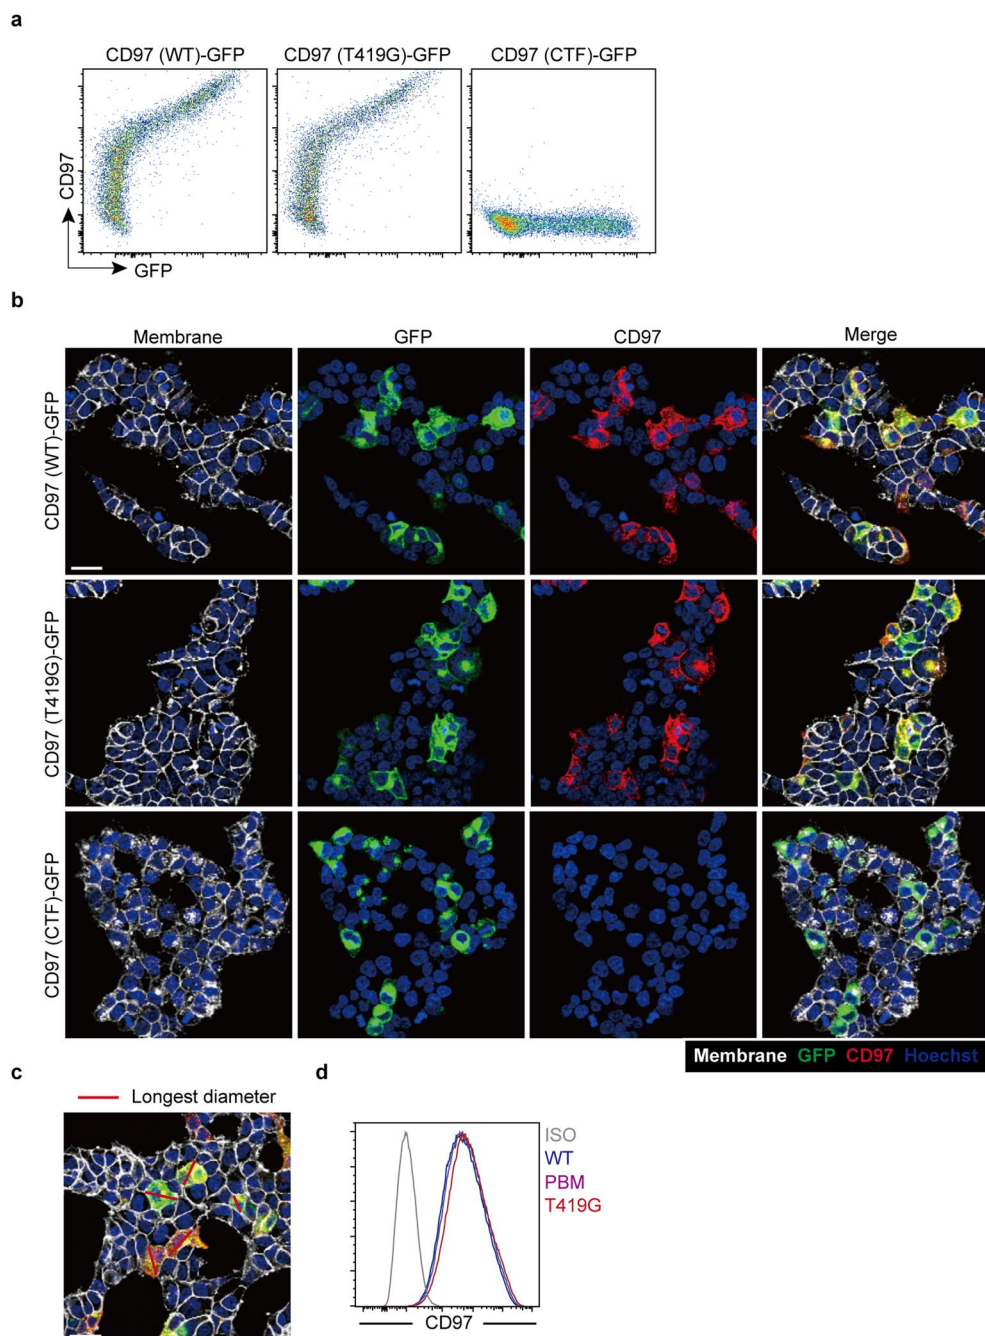 a
CD97 (WT)-GFP CD97 (T419G)-GFP CD97 (CTF)-GFP
CD97
GFP
b
Membrane GFP CD97 Merge
CD97 (WT)-GFP
CD97 (T419G)-GFP
CD97 (CTF)-GFP
Membrane GFP CD97 Hoechst
c
Longest diameter
d
ISO
WT
PBM
T419G
CD97